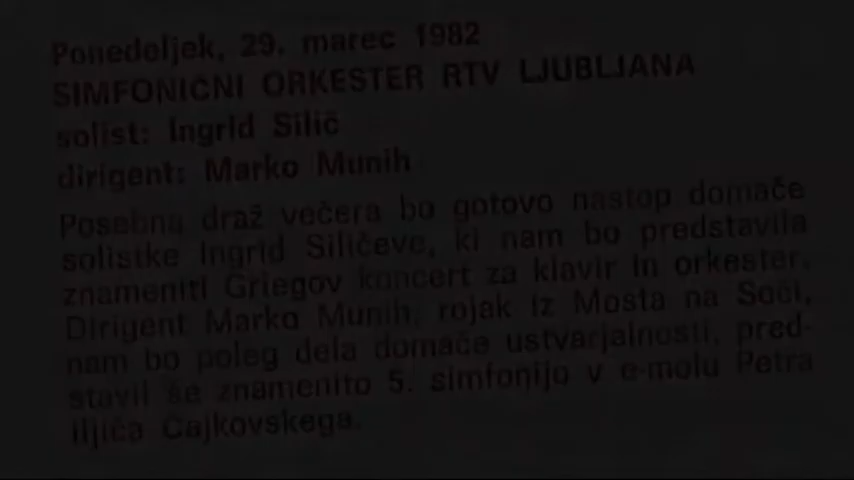 Ponedeljek, 29. marec 1982
SIMFONIČNI ORKESTER RTV LJUBLJANA
solist: Ingrid Silič
dirigent: Marko Munih
Posebna draž večera bo gotovo nastop domače
solistke Ingrid Siličeve, ki nam bo predstavila
znameniti Griegov koncert za klavir in orkester.
Dirigent Marko Munih, rojak iz Mosta na Soči,
nam bo poleg dela domače ustvarjalnosti, pred-
stavil še znamenito 5. simfonijo v e-molu Petra
Iljiča Čajkovskega.